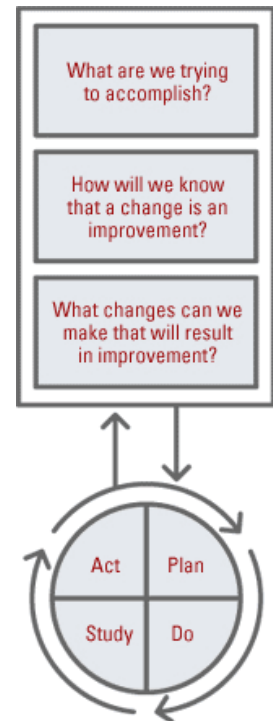 What are we trying
to accomplish?
How will we know
that a change is an
improvement?
What changes can we
make that will result
in improvement?
Act
Plan
Study
Do